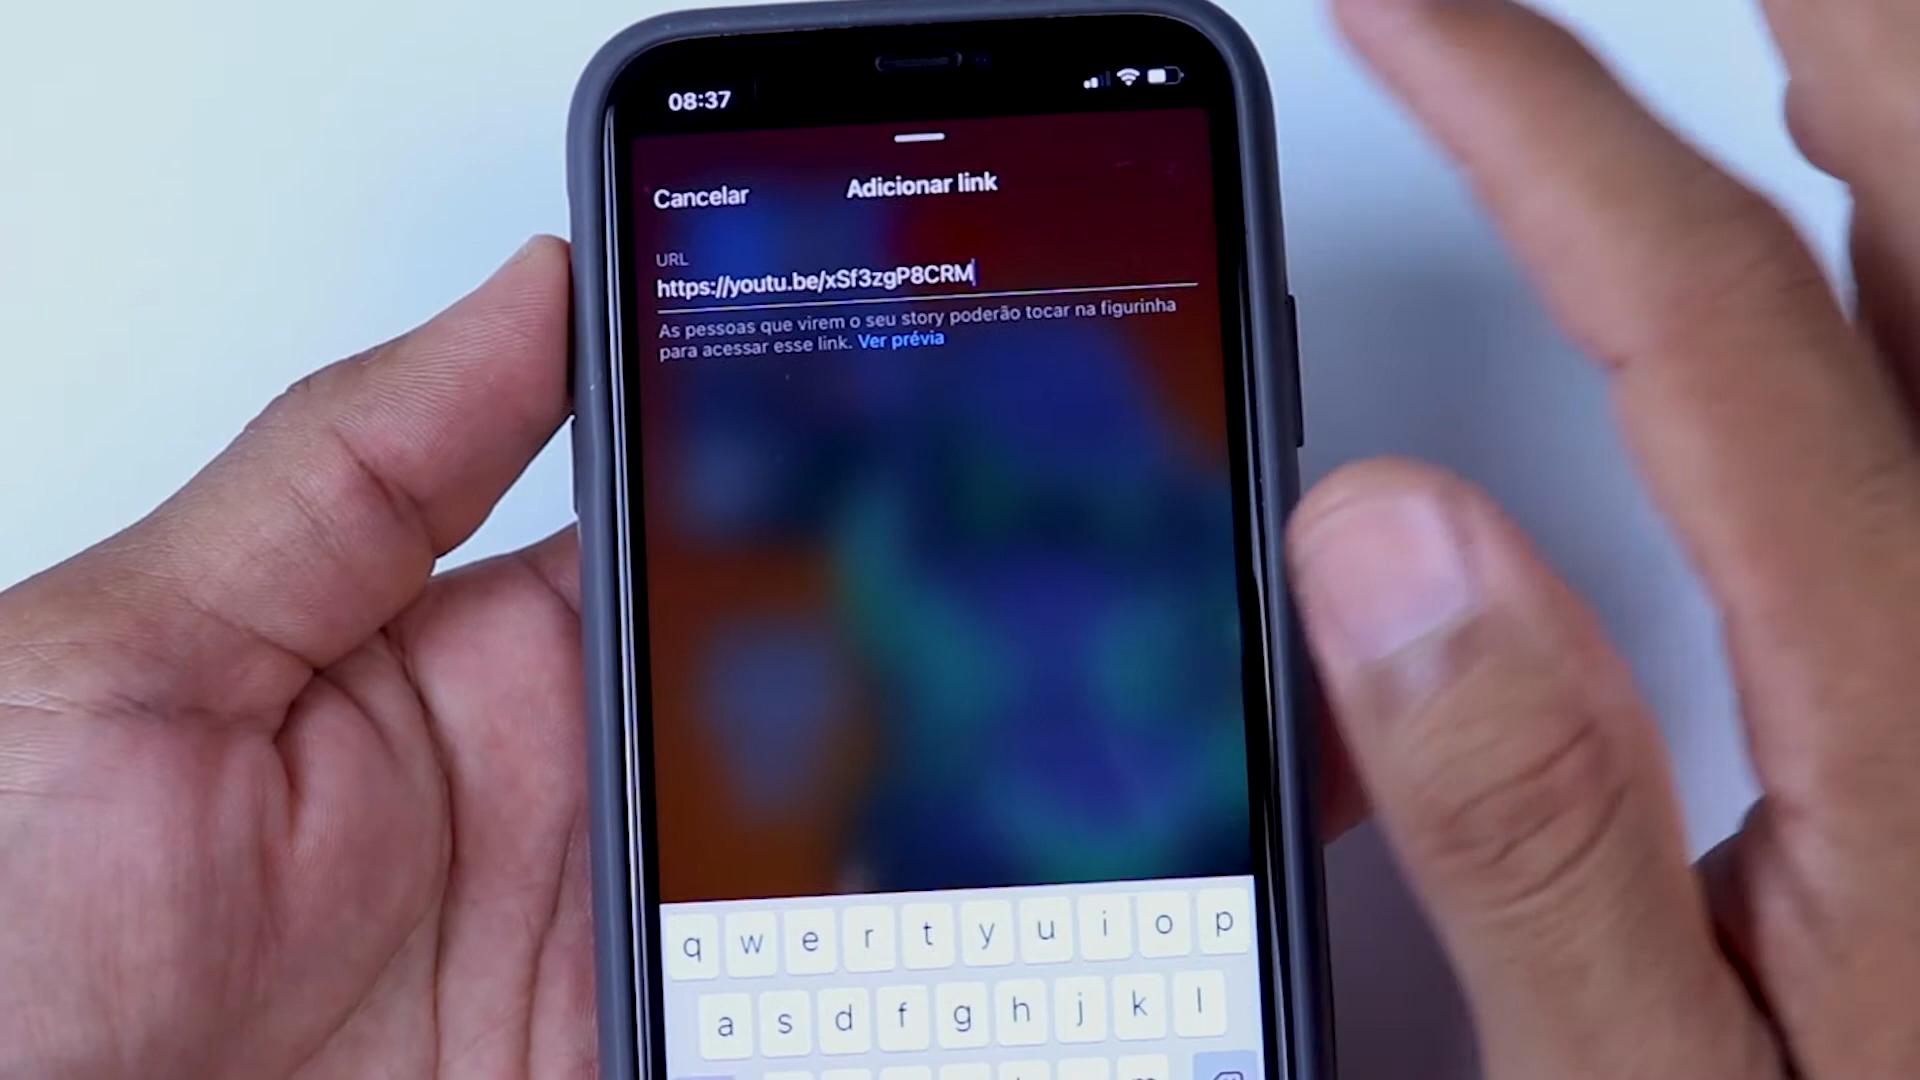 08:37
Cancelar
Adicionar link
URL
https://youtu.be/xSf3zgP8CRM
As pessoas que virem o seu story poderão tocar na figurinha
para acessar esse link. Ver prévia
q w e r t y u i o p
a s d f g h j k l